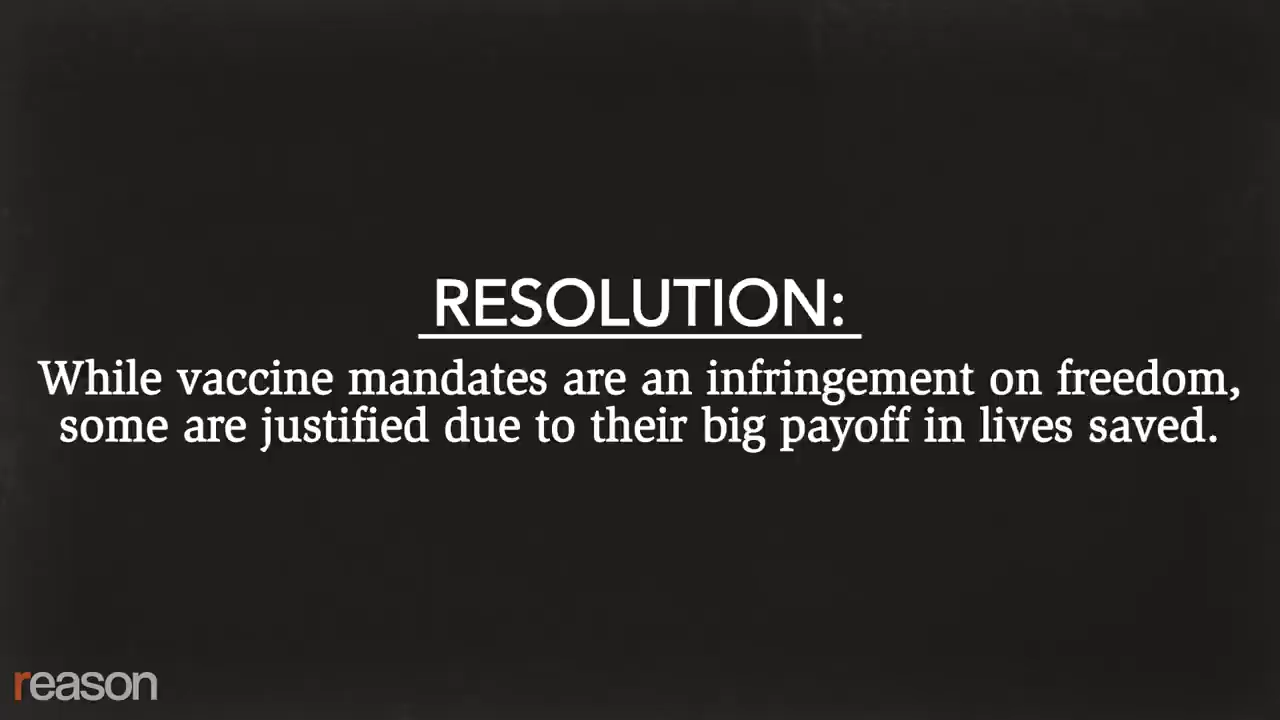 RESOLUTION:
While vaccine mandates are an infringement on freedom,
some are justified due to their big payoff in lives saved.
reason